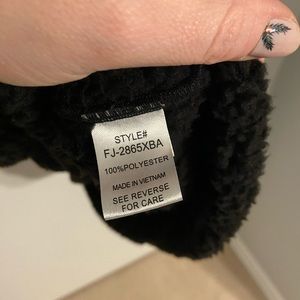 STYLE#
FJ-2865XBA
100%POLYESTER
MADE IN VIETNAM
SEE REVERSE
FOR CARE